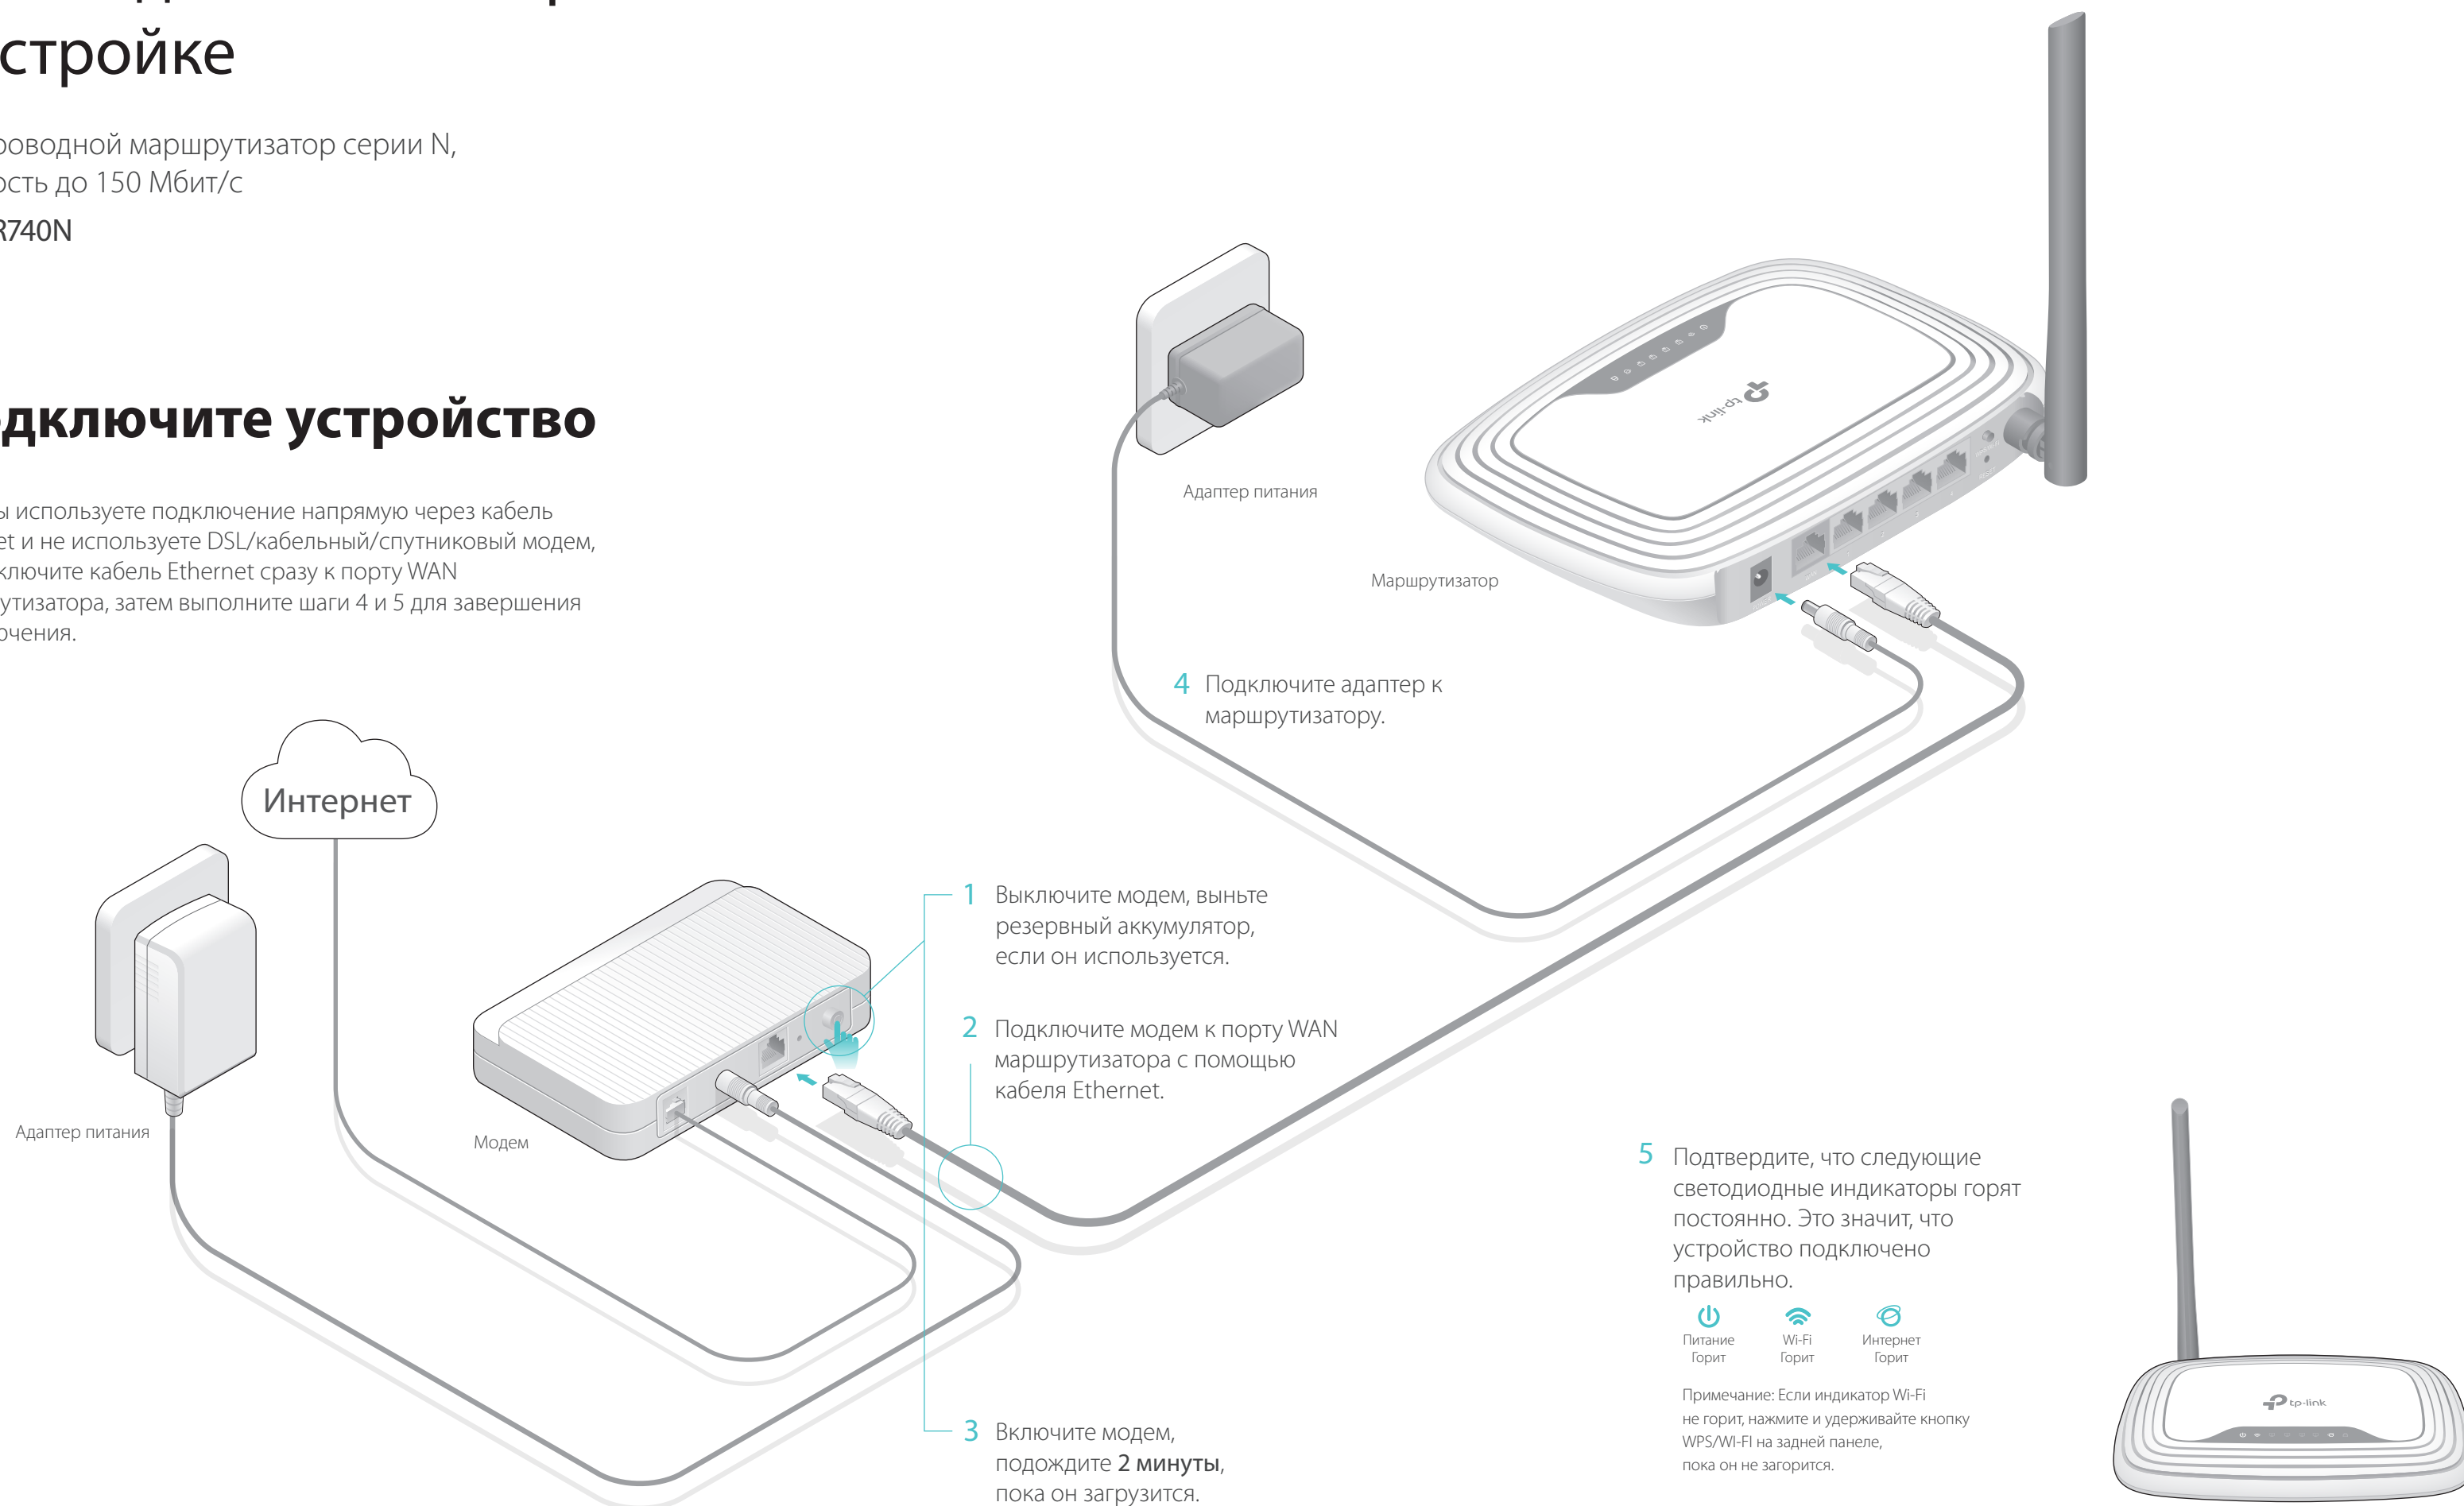 стройке
роводной маршрутизатор серии N,
ость до 150 Мбит/с
R740N
дключите устройство
ы используете подключение напрямую через кабель
et и не используете DSL/кабельный/спутниковый модем,
ключите кабель Ethernet сразу к порту WAN
утизатора, затем выполните шаги 4 и 5 для завершения
ючения.
Адаптер питания
tp-link
Маршрутизатор
4 Подключите адаптер к
маршрутизатору.
Интернет
Адаптер питания
Модем
1 Выключите модем, выньте
резервный аккумулятор,
если он используется.
2 Подключите модем к порту WAN
маршрутизатора с помощью
кабеля Ethernet.
3 Включите модем,
подождите 2 минуты,
пока он загрузится.
5 Подтвердите, что следующие
светодиодные индикаторы горят
постоянно. Это значит, что
устройство подключено
правильно.
Питание
Горит
Wi-Fi
Горит
Интернет
Горит
Примечание: Если индикатор Wi-Fi
не горит, нажмите и удерживайте кнопку
WPS/WI-FI на задней панеле,
пока он не загорится.
tp-link